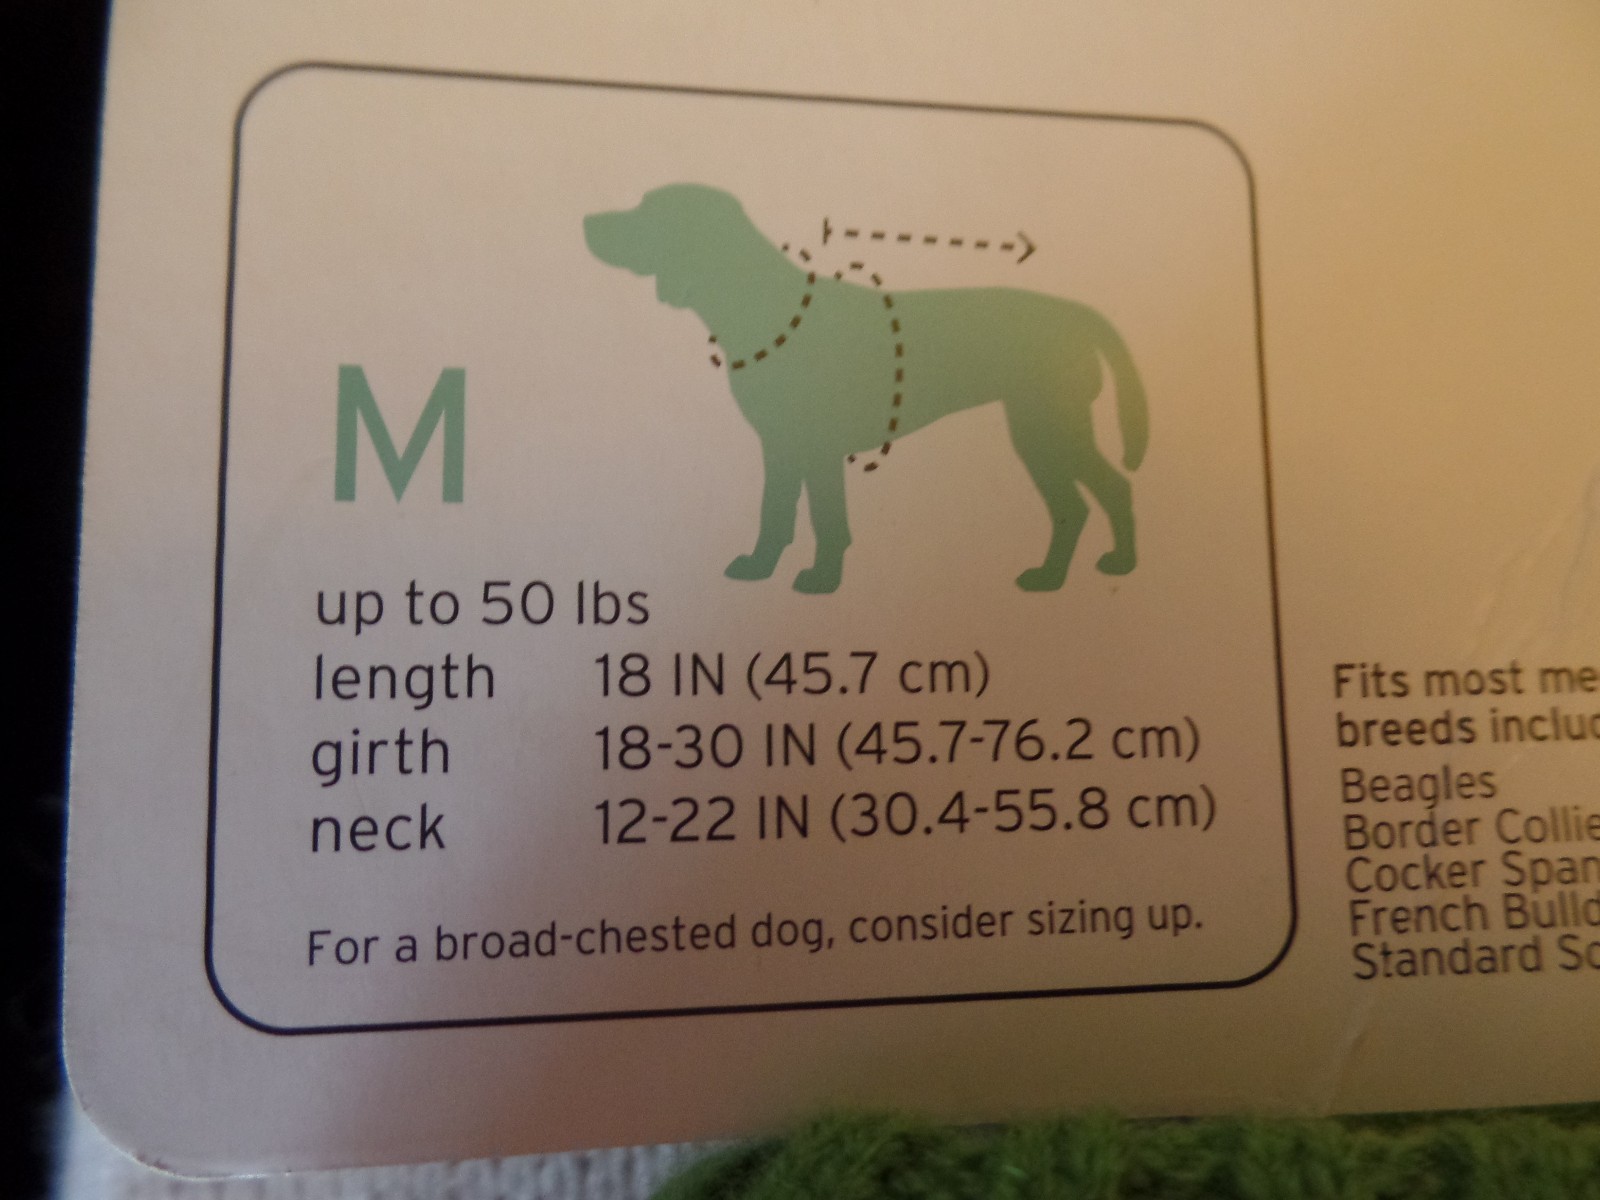 M
up to 50 lbs
length 18 IN (45.7 cm)
girth 18-30 IN (45.7-76.2 cm)
neck 12-22 IN (30.4-55.8 cm)
For a broad-chested dog, consider sizing up.
Fits most
breeds
Beagles
Border
Cocker
French
Standard